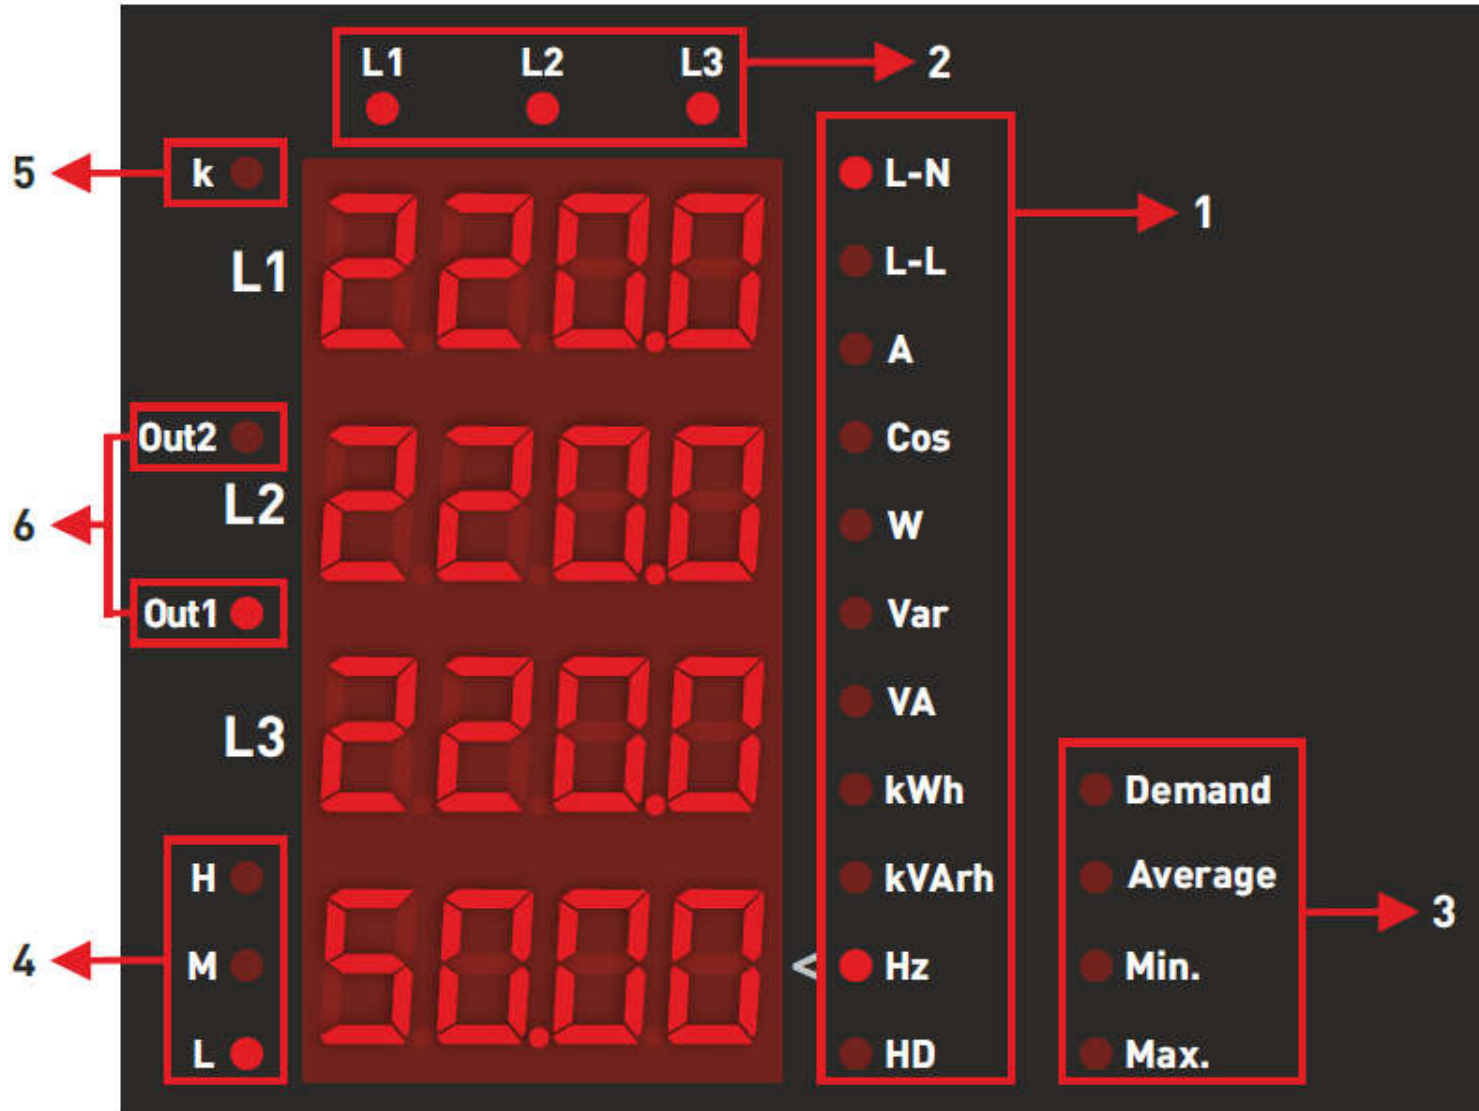 L1 L2 L3
2
5
k
L-N
1
220.0
L1
L-L
A
Out2
Cos
220.0
L2
6
W
Out1
Var
220.0
VA
L3
kWh
Demand
H
kVArh
Average
3
50.00
4
M
<
Hz
Min.
L
HD
Max.